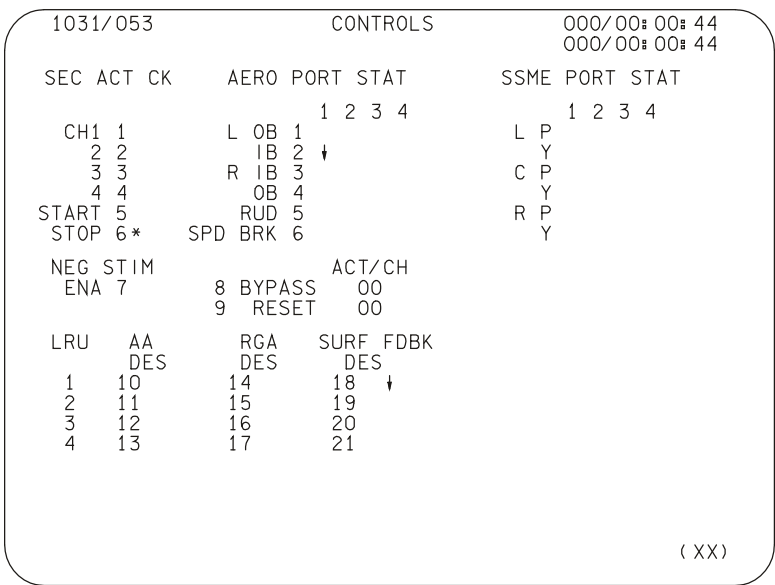 1031/053 CONTROLS 000/00:00:44
000/00:00:44
SEC ACT CK AERO PORT STAT SSME PORT STAT
1 2 3 4 1 2 3 4
CH1 1 L OB 1 L P
2 2 IB 2 ↓ Y
3 3 R IB 3 C P
4 4 OB 4 Y
START 5 RUD 5 R P
STOP 6* SPD BRK 6 Y
NEG STIM ACT/CH
ENA 7 8 BYPASS 00
9 RESET 00
LRU AA RGA SURF FDBK
DES DES DES
1 10 14 18 ↓
2 11 15 19
3 12 16 20
4 13 17 21
(XX)